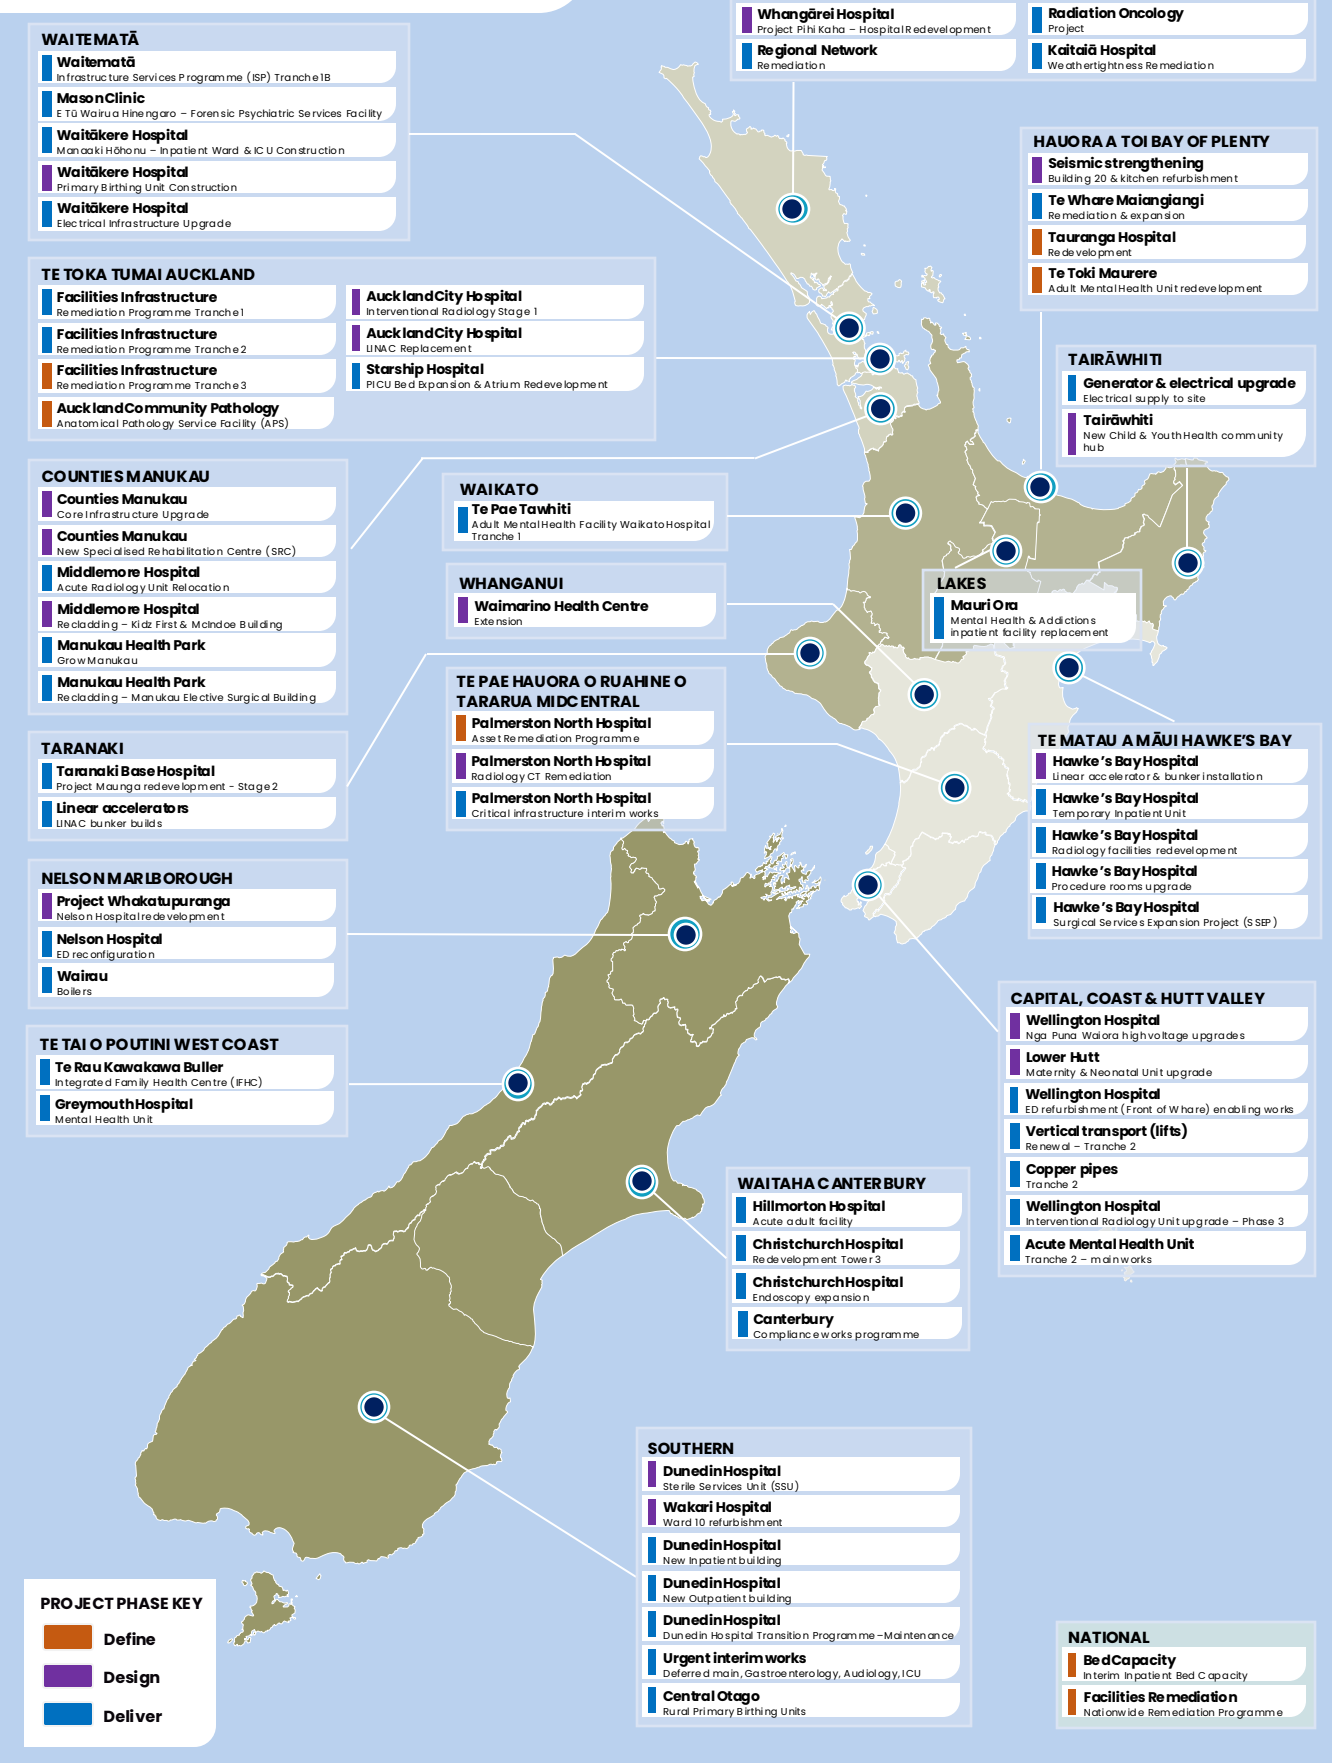 Whangārei Hospital
Project Pihi Kaha – Hospital Redevelopment
Regional Network
Remediation
Radiation Oncology
Project
Kaitaiā Hospital
Weathertightness Remediation
WAITEMATĀ
Waitematā
Infrastructure Services Programme (ISP) Tranche 1B
Mason Clinic
E Tū Wairua Hinengaro – Forensic Psychiatric Services Facility
Waitākere Hospital
Manaaki Hōhonu – Inpatient Ward & ICU Construction
Waitākere Hospital
Primary Birthing Unit Construction
Waitākere Hospital
Electrical Infrastructure Upgrade
HAUORA A TOI BAY OF PLENTY
Seismic strengthening
Building 20 & kitchen refurbishment
Te Whare Maiangiangi
Remediation & expansion
Tauranga Hospital
Redevelopment
Te Toki Maurere
Adult Mental Health Unit redevelopment
TE TOKA TUMAI AUCKLAND
Facilities Infrastructure
Remediation Programme Tranche 1
Facilities Infrastructure
Remediation Programme Tranche 2
Facilities Infrastructure
Remediation Programme Tranche 3
Auckland Community Pathology
Anatomical Pathology Service Facility (APS)
Auckland City Hospital
Interventional Radiology Stage 1
Auckland City Hospital
LINAC Replacement
Starship Hospital
PICU Bed Expansion & Atrium Redevelopment
TAIRĀWHITI
Generator & electrical upgrade
Electrical supply to site
Tairāwhiti
New Child & Youth Health community
hub
COUNTIES MANUKAU
Counties Manukau
Core Infrastructure Upgrade
Counties Manukau
New Specialised Rehabilitation Centre (SRC)
Middlemore Hospital
Acute Radiology Unit Relocation
Middlemore Hospital
Recladding – Kidz First & McIndoe Building
Manukau Health Park
Grow Manukau
Manukau Health Park
Recladding – Manukau Elective Surgical Building
WAIKATO
Te Pae Tawhiti
Adult Mental Health Facility Waikato Hospital
Tranche 1
WHANGANUI
Waimarino Health Centre
Extension
LAKES
Mauri Ora
Mental Health & Addictions
inpatient facility replacement
TE PAE HAUORA O RUAHINE O
TARARUA MIDCENTRAL
Palmerston North Hospital
Asset Remediation Programme
Palmerston North Hospital
Radiology CT Remediation
Palmerston North Hospital
Critical infrastructure interim works
TARANAKI
Taranaki Base Hospital
Project Maunga redevelopment - Stage 2
Linear accelerators
LINAC bunker builds
TE MATAU A MĀUI HAWKE'S BAY
Hawke's Bay Hospital
Linear accelerator & bunker installation
Hawke's Bay Hospital
Temporary Inpatient Unit
Hawke's Bay Hospital
Radiology facilities redevelopment
Hawke's Bay Hospital
Procedure rooms upgrade
Hawke's Bay Hospital
Surgical Services Expansion Project (SSEP)
NELSON MARLBOROUGH
Project Whakatupuranga
Nelson Hospital redevelopment
Nelson Hospital
ED reconfiguration
Wairau
Boilers
TE TAI O POUTINI WEST COAST
Te Rau Kawakawa Buller
Integrated Family Health Centre (IFHC)
Greymouth Hospital
Mental Health Unit
CAPITAL, COAST & HUTT VALLEY
Wellington Hospital
Nga Puna Waiora high voltage upgrades
Lower Hutt
Maternity & Neonatal Unit upgrade
Wellington Hospital
ED refurbishment (Front of Whare) enabling works
Vertical transport (lifts)
Renewal – Tranche 2
Copper pipes
Tranche 2
Wellington Hospital
Interventional Radiology Unit upgrade – Phase 3
Acute Mental Health Unit
Tranche 2 – main works
WAITAHA CANTERBURY
Hillmorton Hospital
Acute adult facility
Christchurch Hospital
Redevelopment Tower 3
Christchurch Hospital
Endoscopy expansion
Canterbury
Compliance works programme
SOUTHERN
Dunedin Hospital
Sterile Services Unit (SSU)
Wakari Hospital
Ward 10 refurbishment
Dunedin Hospital
New Inpatient building
Dunedin Hospital
New Outpatient building
Dunedin Hospital
Dunedin Hospital Transition Programme – Maintenance
Urgent interim works
Deferred main, Gastroenterology, Audiology, ICU
Central Otago
Rural Primary Birthing Units
PROJECT PHASE KEY
Define
Design
Deliver
NATIONAL
Bed Capacity
Interim Inpatient Bed Capacity
Facilities Remediation
Nationwide Remediation Programme